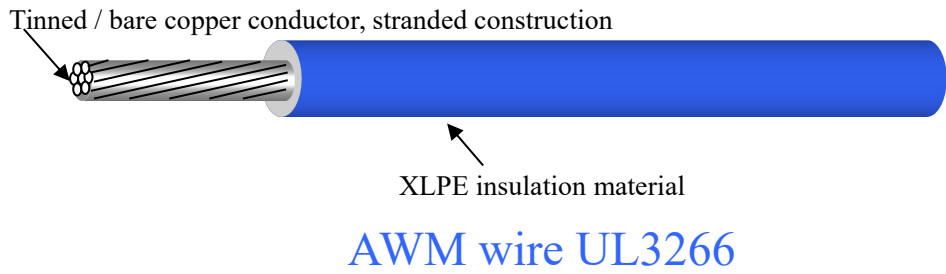 Tinned / bare copper conductor, stranded construction
XLPE insulation material
AWM wire UL3266